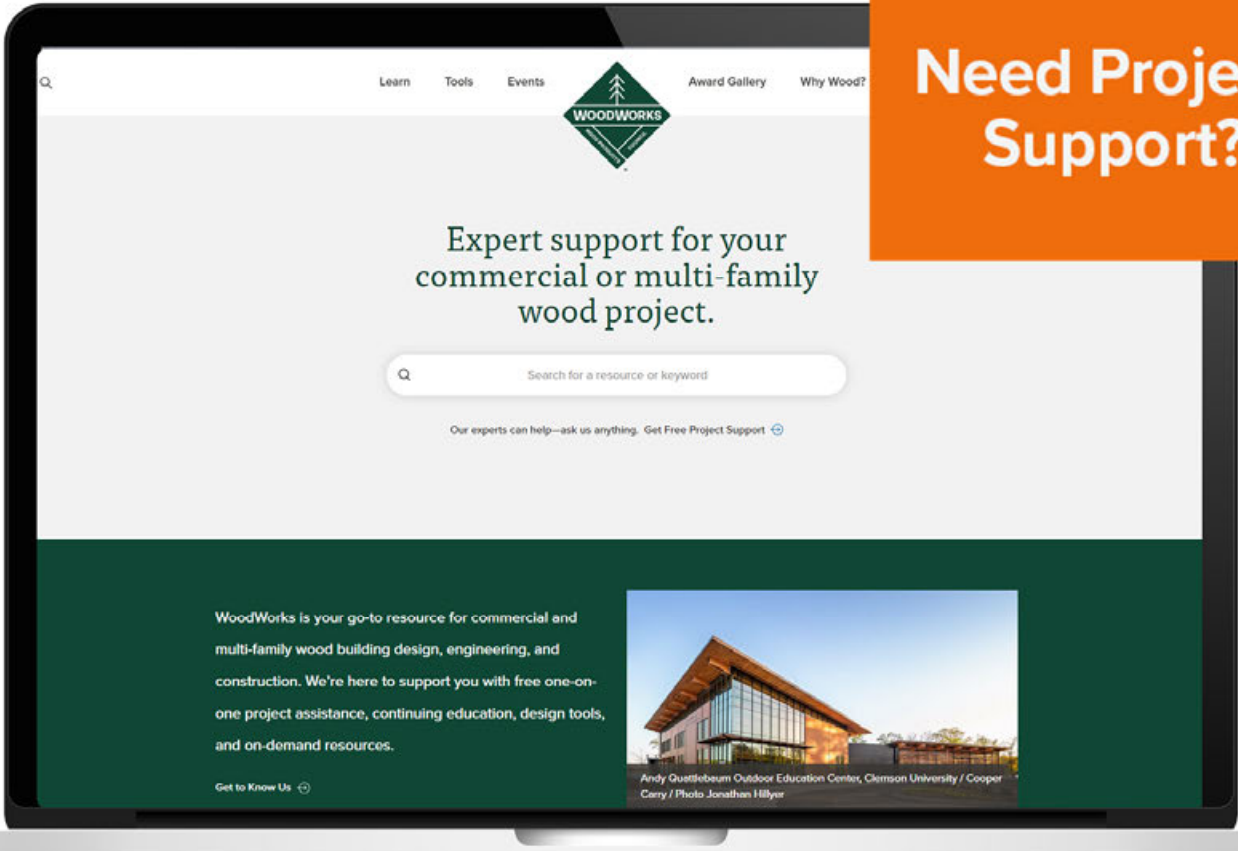 Learn Tools Events Award Gallery Why Wood?
WOODWORKS
WOOD PRODUCTS COUNCIL
Need Proje
Support?
Expert support for your
commercial or multi-family
wood project.
Search for a resource or keyword
Our experts can help—ask us anything. Get Free Project Support
WoodWorks is your go-to resource for commercial and
multi-family wood building design, engineering, and
construction. We're here to support you with free one-on-
one project assistance, continuing education, design tools,
and on-demand resources.
Get to Know Us
Andy Quattlebaum Outdoor Education Center, Clemson University / Cooper
Carry / Photo Jonathan Hillyer